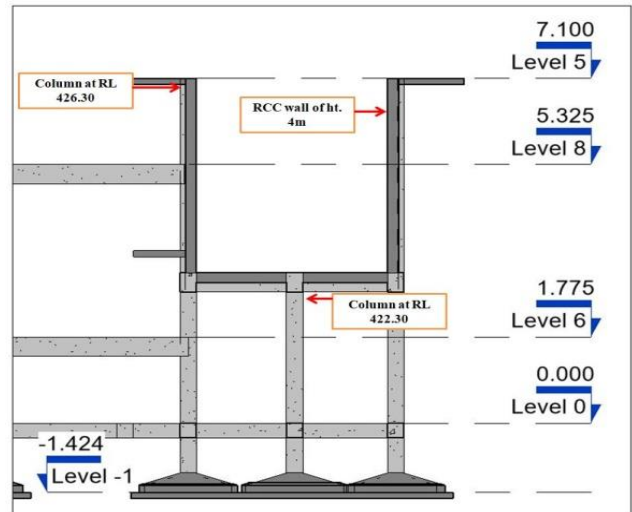 7.100
Level 5
Column at RL
426.30
RCC wall of ht.
4m
5.325
Level 8
Column at RL
422.30
1.775
Level 6
0.000
Level 0
-1.424
Level -1